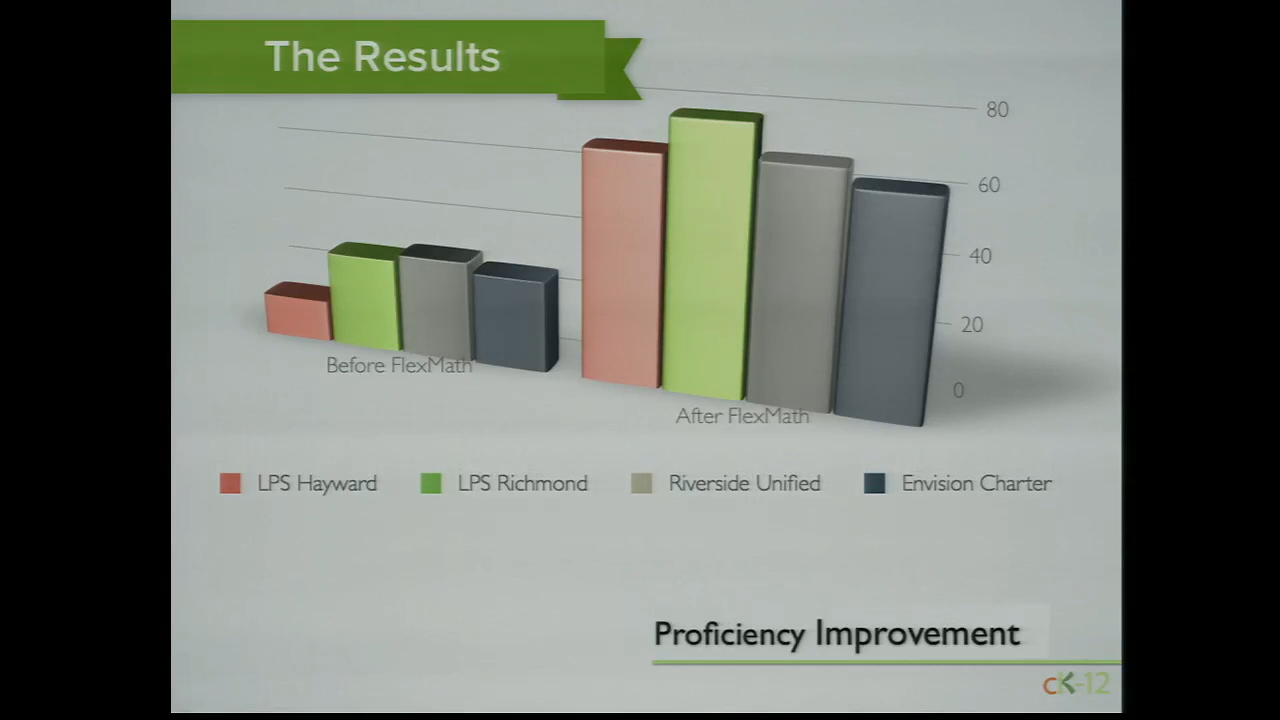 The Results
80
60
40
20
0
Before FlexMath
After FlexMath
LPS Hayward
LPS Richmond
Riverside Unified
Envision Charter
Proficiency Improvement
cK-12